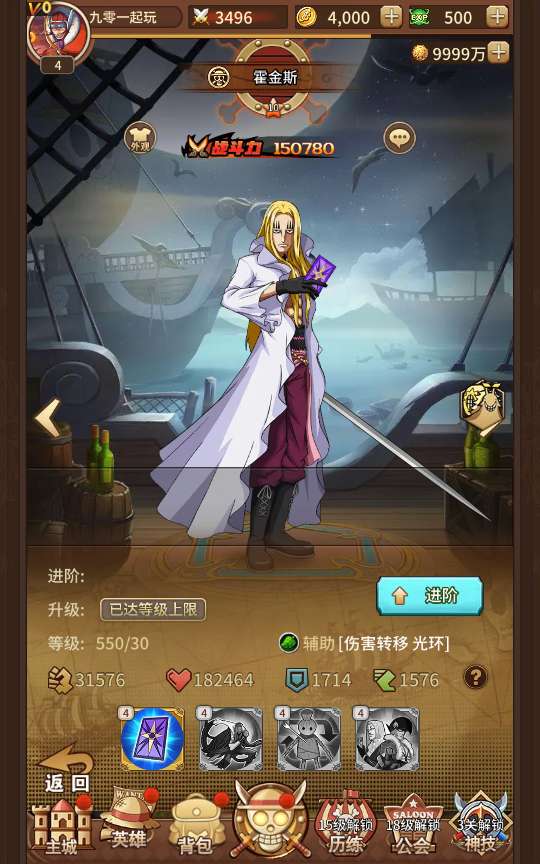 V0
九零一起玩
3496
4,000
EXP
500
4
9999万
霍金斯
10
外观
战斗力 150780
进阶:
进阶
升级: 已达等级上限
等级: 550/30
辅助[伤害转移 光环]
31576
182464
1714
1576
?
4
4
4
4
返回
WANTED
SALOON
15级解锁
18级解锁
3关解锁
主城
英雄
背包
历练
公会
神技